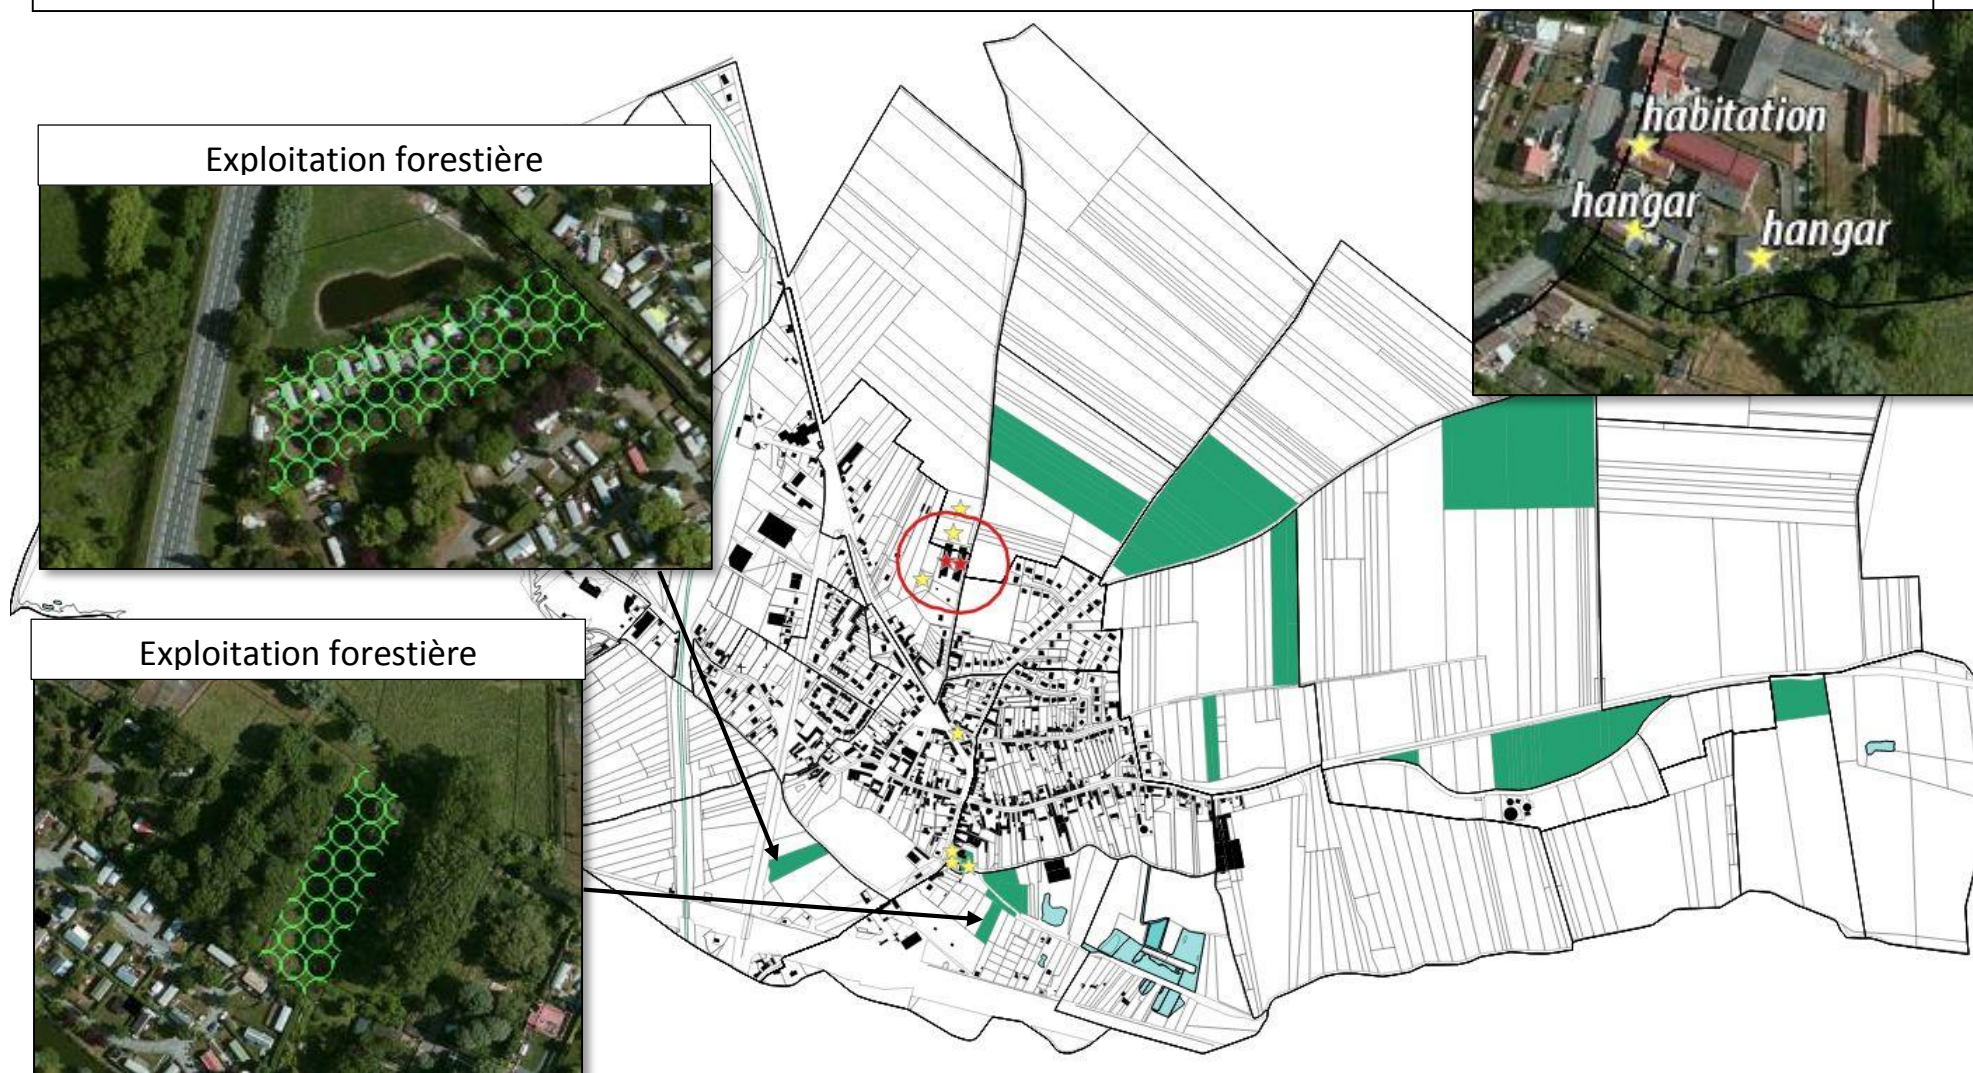 Exploitation forestière
habitation
hangar
hangar
Exploitation forestière